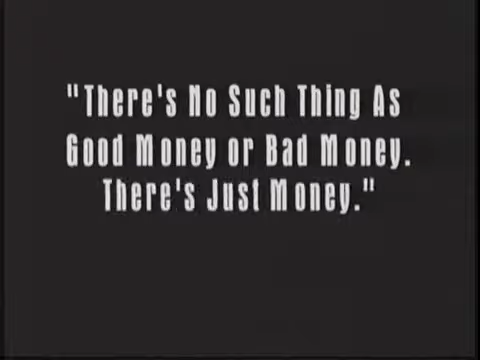 "There's No Such Thing As
Good Money or Bad Money.
There's Just Money."